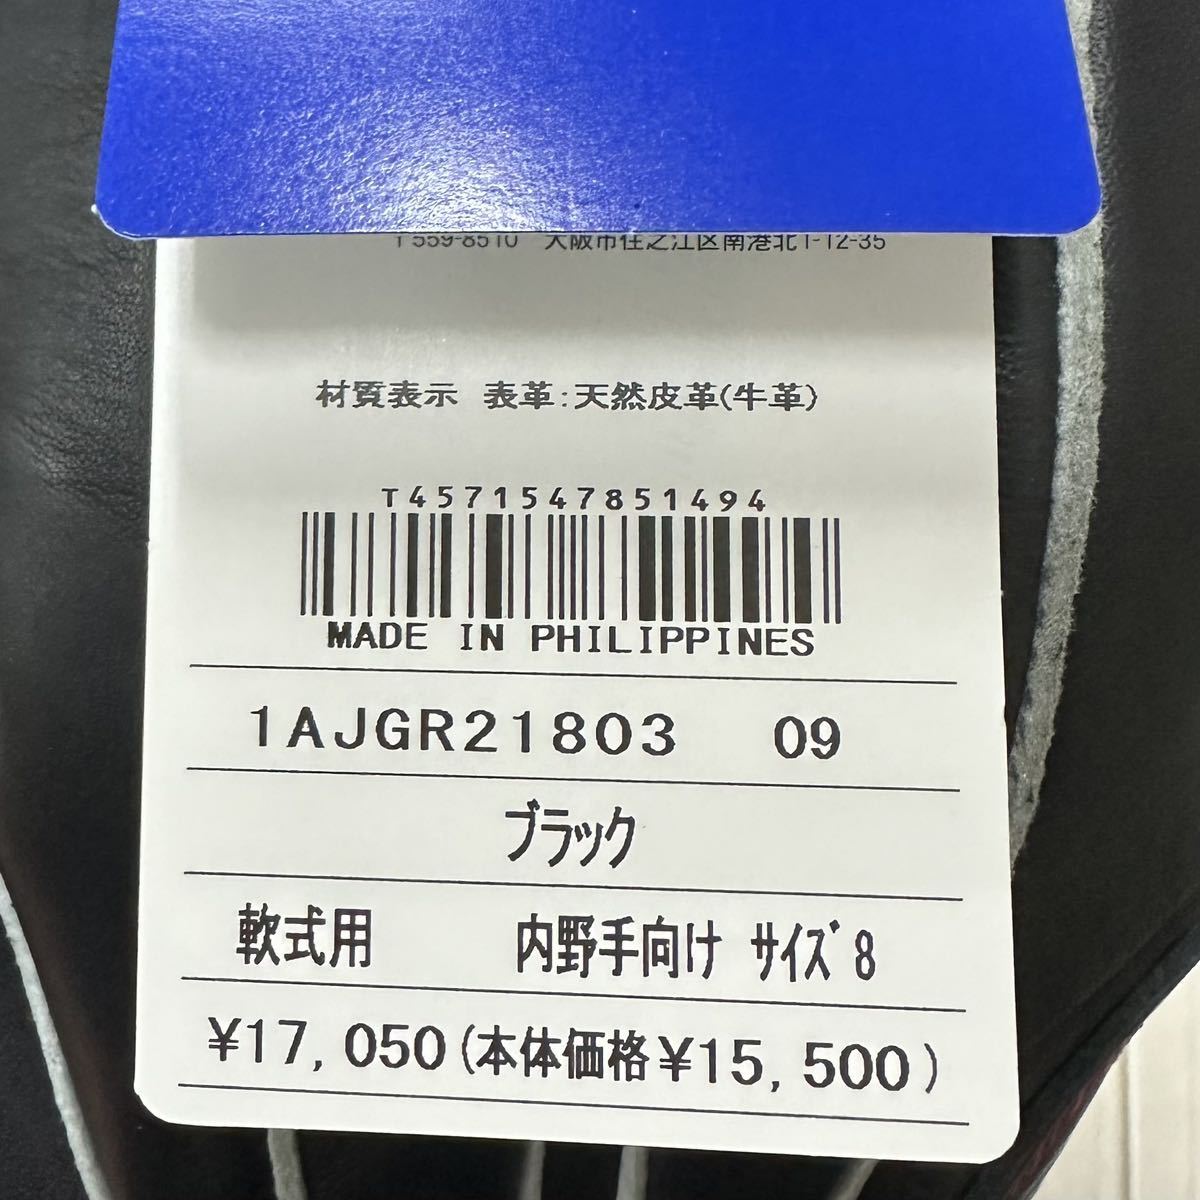 〒559-8510 大阪市住之江区南港北1-12-35
材質表示 表革:天然皮革(牛革)
T4571547851494
MADE IN PHILIPPINES
1AJGR21803 09
ブラック
軟式用 内野手向け サイズ8
¥17,050(本体価格¥15,500)